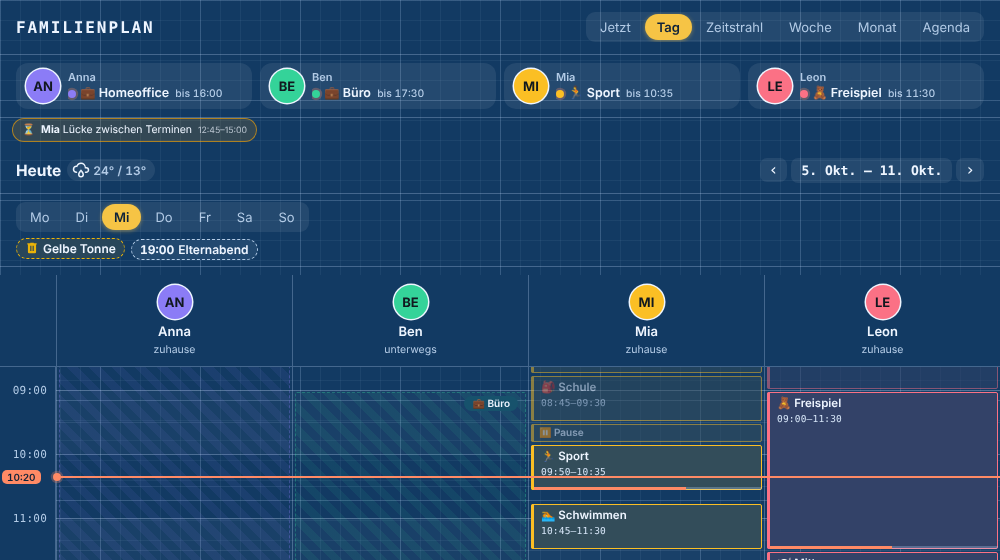 FAMILIENPLAN
Jetzt Tag Zeitstrahl Woche Monat Agenda
AN Anna 💼 Homeoffice bis 16:00
BE Ben 💼 Büro bis 17:30
MI Mia 🏃 Sport bis 10:35
LE Leon 🧸 Freispiel bis 11:30
⏳ Mia Lücke zwischen Terminen 12:45–15:00
Heute 24° / 13°
‹ 5. Okt. – 11. Okt. ›
Mo Di Mi Do Fr Sa So
Gelbe Tonne 19:00 Elternabend
AN BE MI LE
Anna Ben Mia Leon
zuhause unterwegs zuhause zuhause
09:00
10:00
10:20
11:00
💼 Büro
🎒 Schule
08:45–09:30
Pause
🏃 Sport
09:50–10:35
🏊 Schwimmen
10:45–11:30
🧸 Freispiel
09:00–11:30